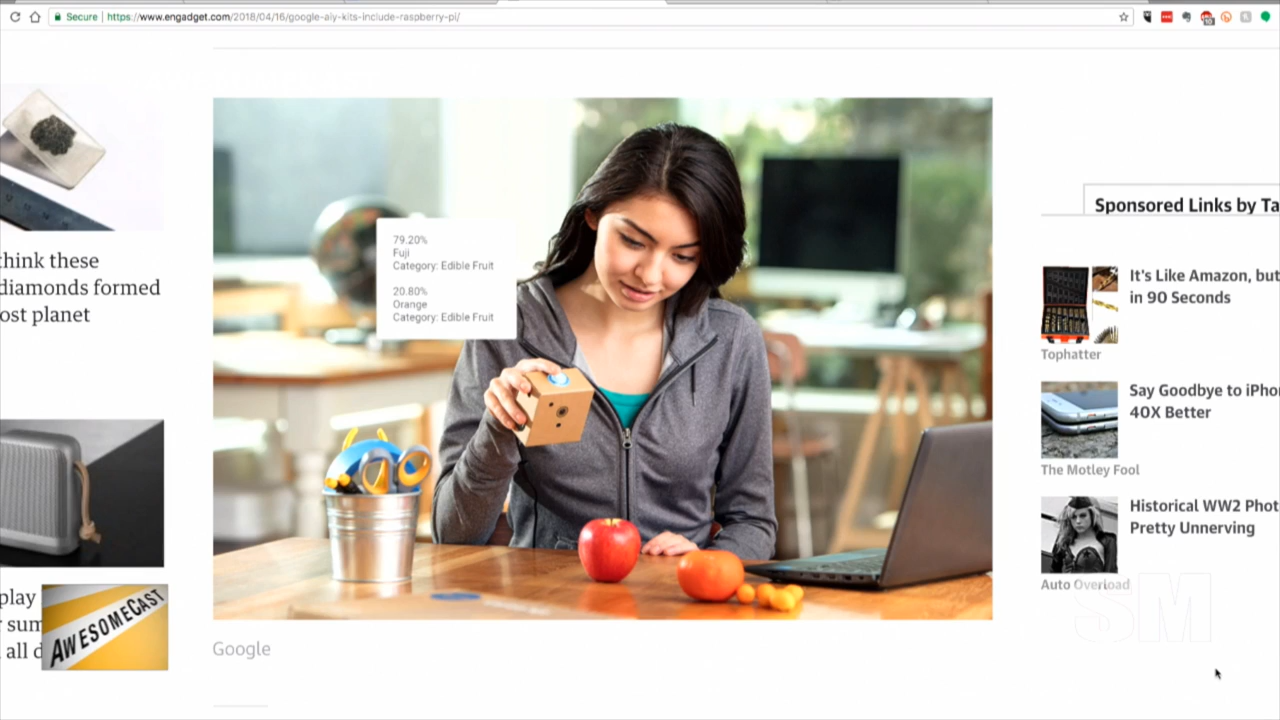 Secure
https://www.engadget.com/2018/04/16/google-aiy-kits-include-raspberry-pi/
think these
diamonds formed
ost planet
play
sum
all d
AWESOMECAST
79.20%
Fuji
Category: Edible Fruit
20.80%
Orange
Category: Edible Fruit
Google
Sponsored Links by Ta
It's Like Amazon, but
in 90 Seconds
Tophatter
Say Goodbye to iPho
40X Better
The Motley Fool
Historical WW2 Phot
Pretty Unnerving
Auto Overload
SM